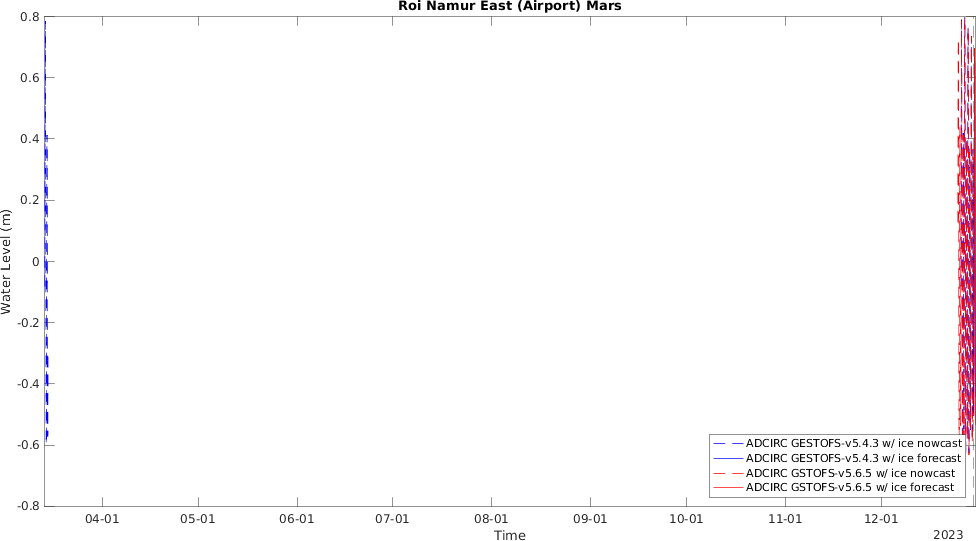 Roi Namur East (Airport) Mars
0.8
0.6
0.4
0.2
0
-0.2
-0.4
-0.6
-0.8
Water Level (m)
ADCIRC GESTOFS-v5.4.3 w/ ice nowcast
ADCIRC GESTOFS-v5.4.3 w/ ice forecast
ADCIRC GSTOFS-v5.6.5 w/ ice nowcast
ADCIRC GSTOFS-v5.6.5 w/ ice forecast
04-01 05-01 06-01 07-01 08-01 09-01 10-01 11-01 12-01
Time
2023